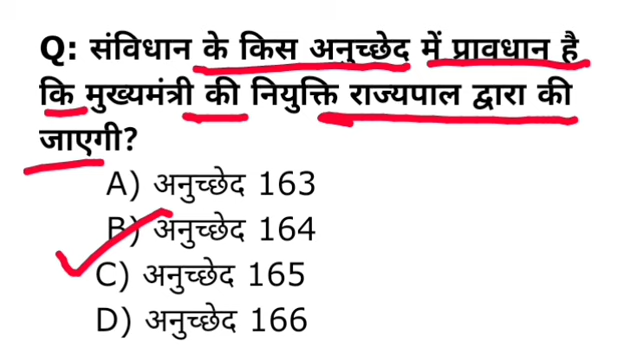 Q: संविधान के किस अनुच्छेद में प्रावधान है
कि मुख्यमंत्री की नियुक्ति राज्यपाल द्वारा की
जाएगी?
A) अनुच्छेद 163
B) अनुच्छेद 164
C) अनुच्छेद 165
D) अनुच्छेद 166